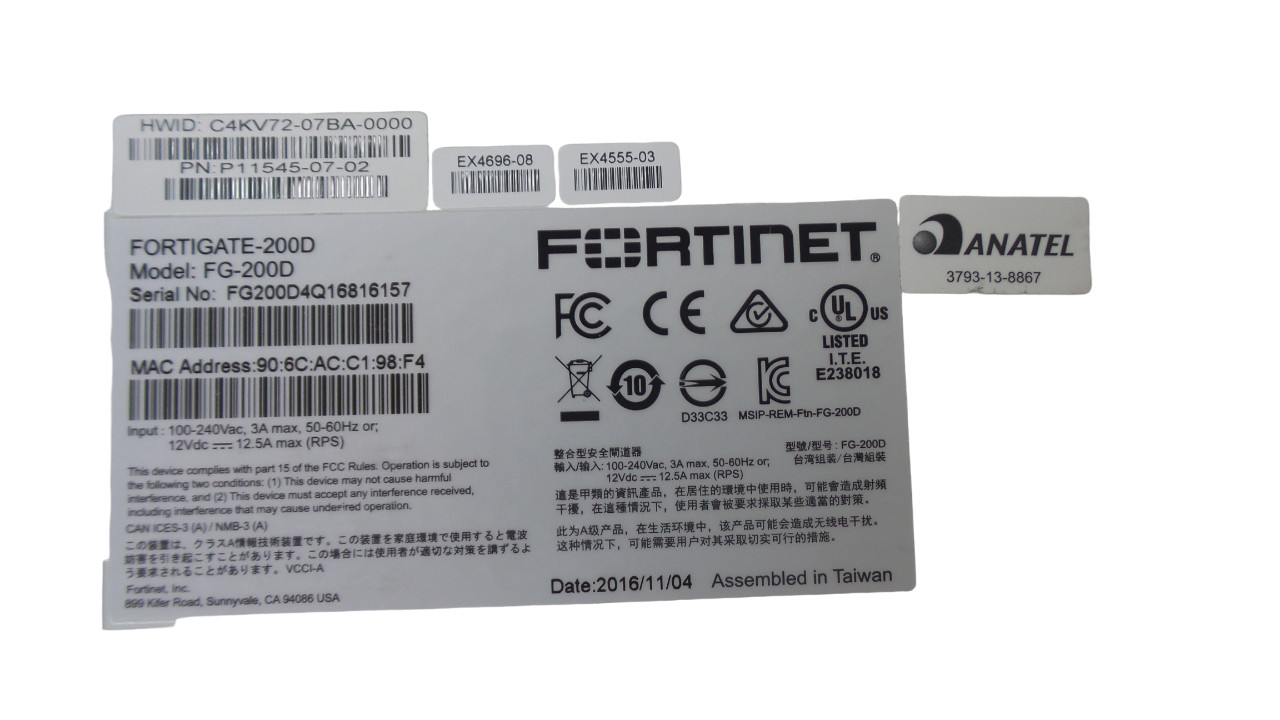 HWID: C4KV72-07BA-0000
PN:P11545-07-02
EX4696-08
EX4555-03
ANATEL
3793-13-8867
FORTIGATE-200D
Model: FG-200D
Serial No: FG200D4Q16816157
MAC Address:90:6C:AC:C1:98:F4
Input : 100-240Vac, 3A max, 50-60Hz or;
12Vdc ⎓ 12.5A max (RPS)
This device complies with part 15 of the FCC Rules. Operation is subject to
the following two conditions: (1) This device may not cause harmful
interference, and (2) This device must accept any interference received,
including interference that may cause undesired operation.
CAN ICES-3 (A) / NMB-3 (A)
この装置は、クラスA情報技術装置です。この装置を家庭環境で使用すると電波
妨害を引き起こすことがあります。この場合には使用者が適切な対策を講ずるよ
う要求されることがあります。VCCI-A
Fortinet, Inc.
899 Kifer Road, Sunnyvale, CA 94086 USA
FORTINET®
FC CE
C UL® US
LISTED
I.T.E.
E238018
10
D33C33
MSIP-REM-Ftn-FG-200D
整合型安全閘道器
型號/型号: FG-200D
輸入/输入: 100-240Vac, 3A max, 50-60Hz or;
台湾组装/台灣組裝
12Vdc ⎓ 12.5A max (RPS)
這是甲類的資訊產品，在居住的環境中使用時，可能會造成射頻
干擾，在這種情況下，使用者會被要求採取某些適當的對策。
此为A级产品，在生活环境中，该产品可能会造成无线电干扰。
这种情况下，可能需要用户对其采取切实可行的措施。
Date:2016/11/04
Assembled in Taiwan